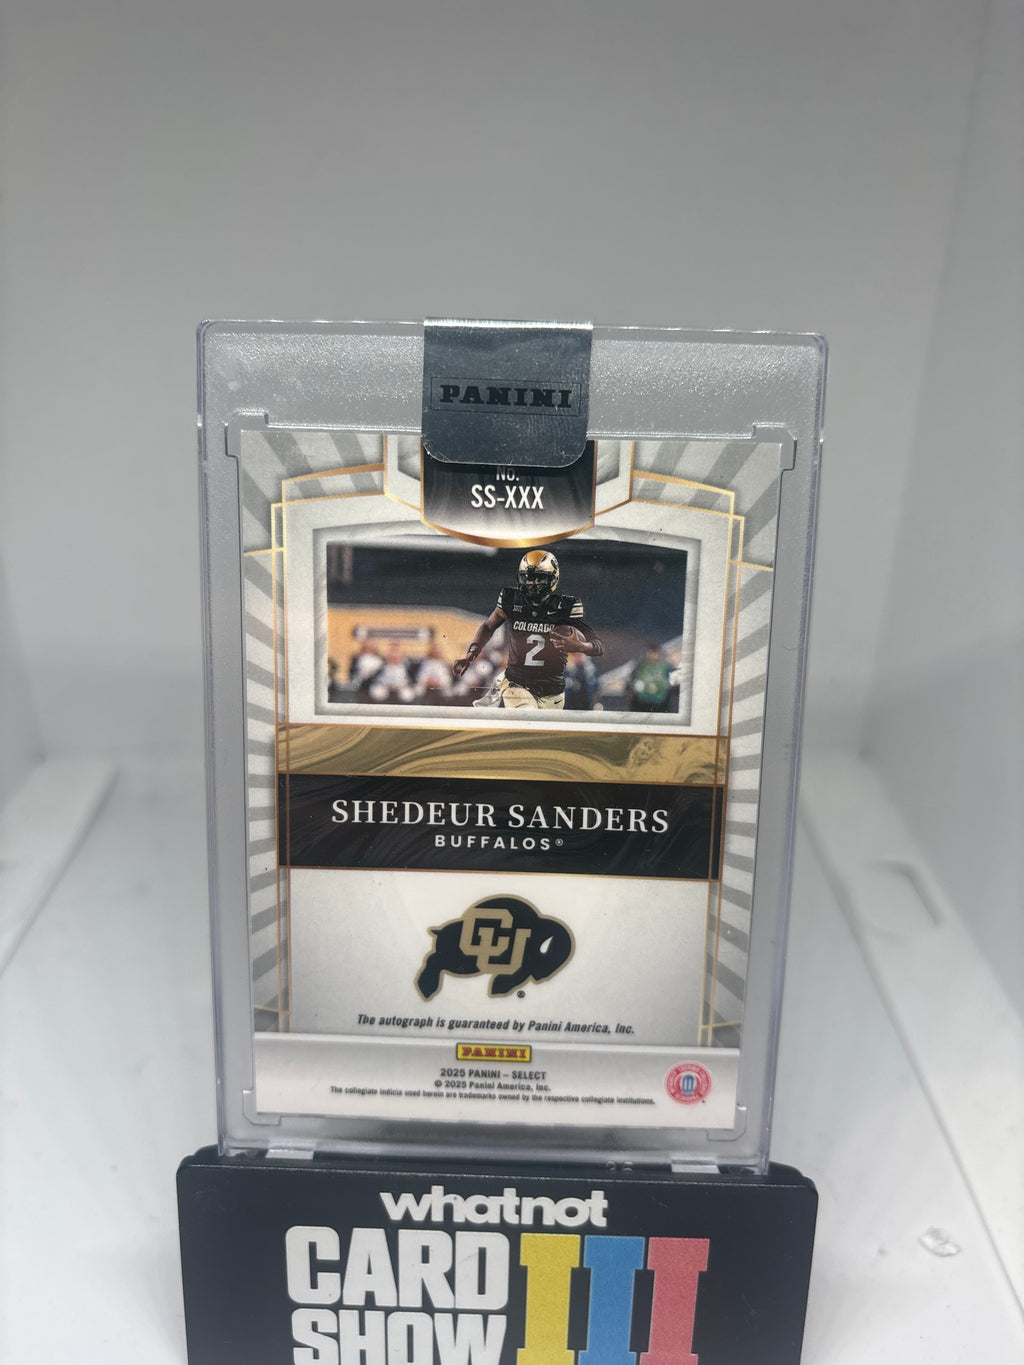 PANINI
No.
SS-XXX
COLORADO
2
SHEDEUR SANDERS
BUFFALOS®
CU
®
The autograph is guaranteed by Panini America, Inc.
PANINI
2025 PANINI – SELECT
© 2025 Panini America, Inc.
The collegiate indicia used herein are trademarks owned by the respective collegiate institutions.
whatnot
CARD
SHOW
III